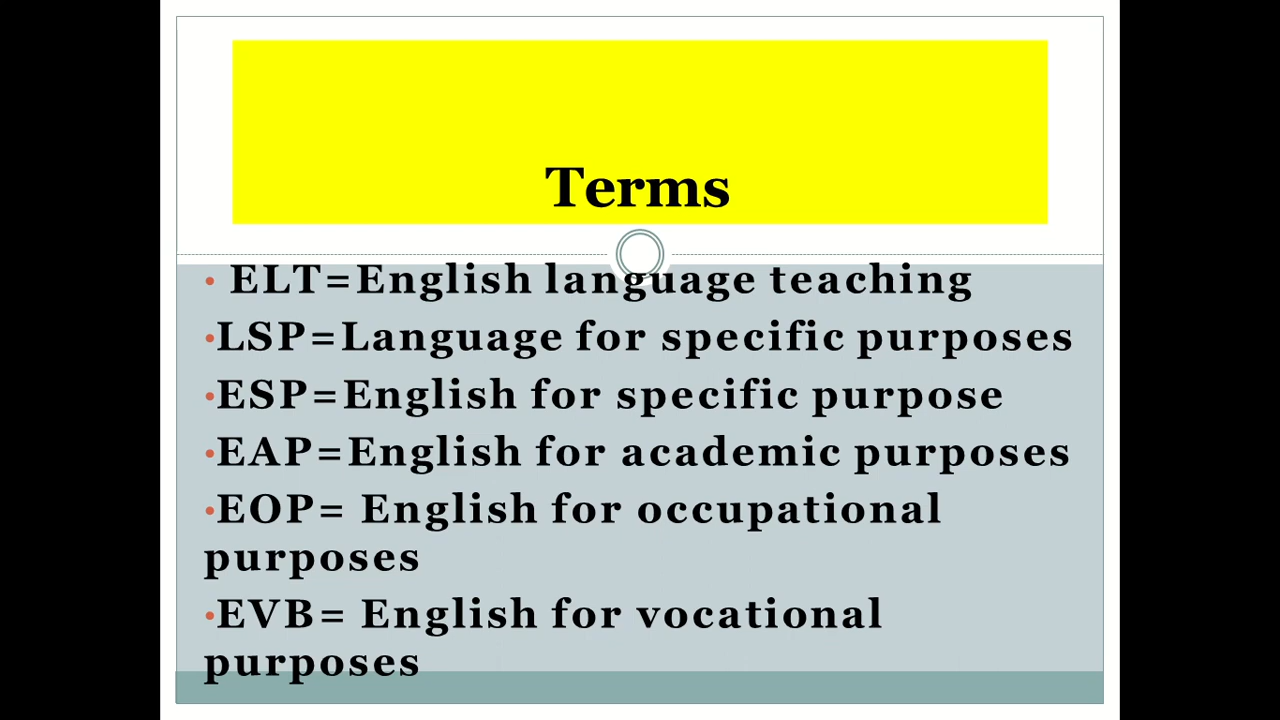 Terms
• ELT=English language teaching
•LSP=Language for specific purposes
•ESP=English for specific purpose
•EAP=English for academic purposes
•EOP= English for occupational
purposes
•EVB= English for vocational
purposes